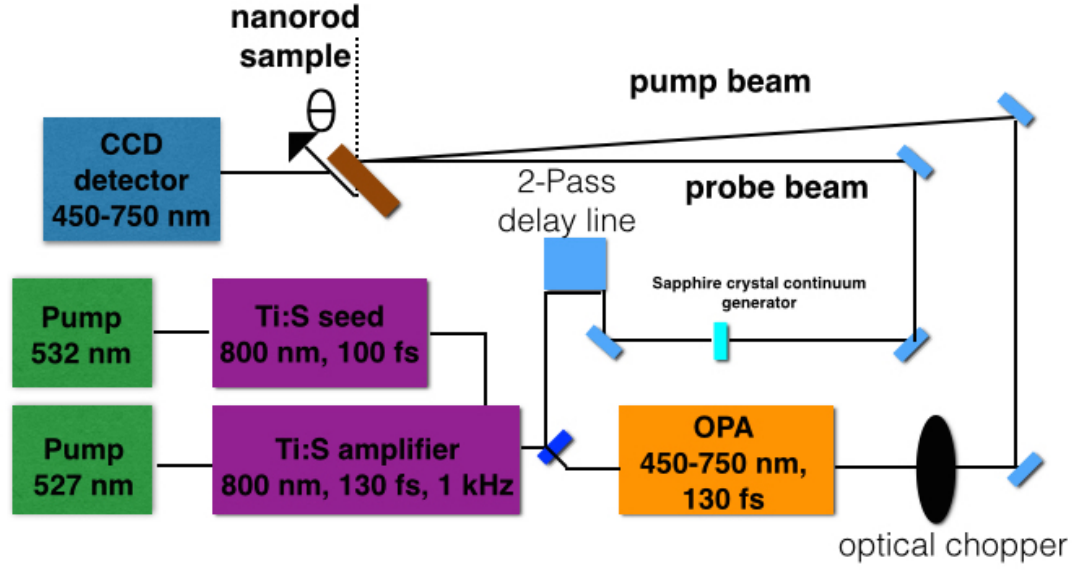 nanorod
sample
θ
pump beam
CCD
detector
450-750 nm
2-Pass
delay line
probe beam
Sapphire crystal continuum
generator
Pump
532 nm
Ti:S seed
800 nm, 100 fs
Pump
527 nm
Ti:S amplifier
800 nm, 130 fs, 1 kHz
OPA
450-750 nm,
130 fs
optical chopper